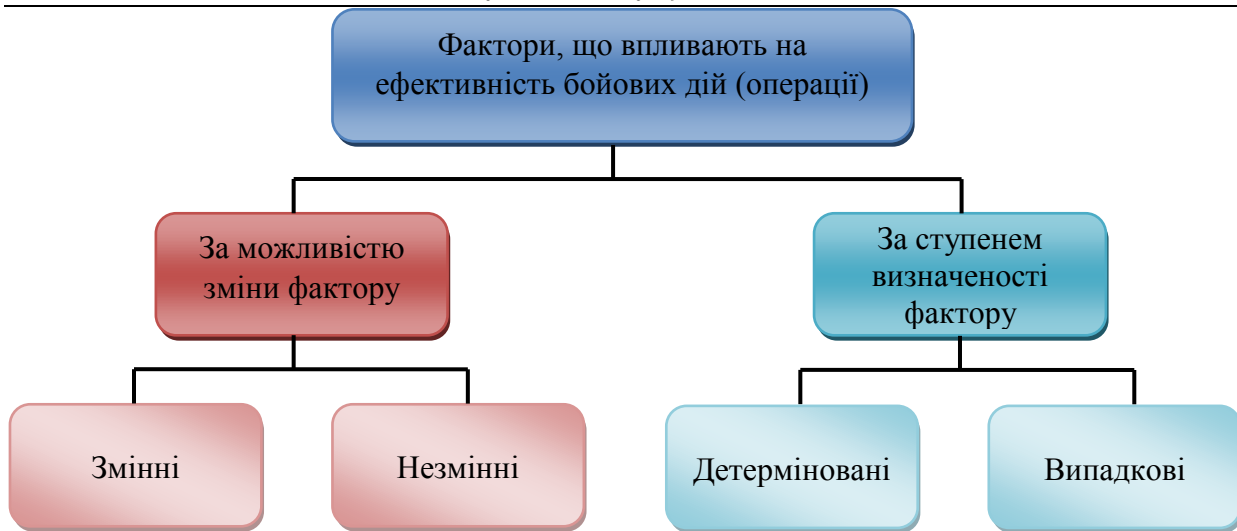 Фактори, що впливають на
ефективність бойових дій (операції)
За можливістю
зміни фактору
За ступенем
визначеності
фактору
Змінні
Незмінні
Детерміновані
Випадкові